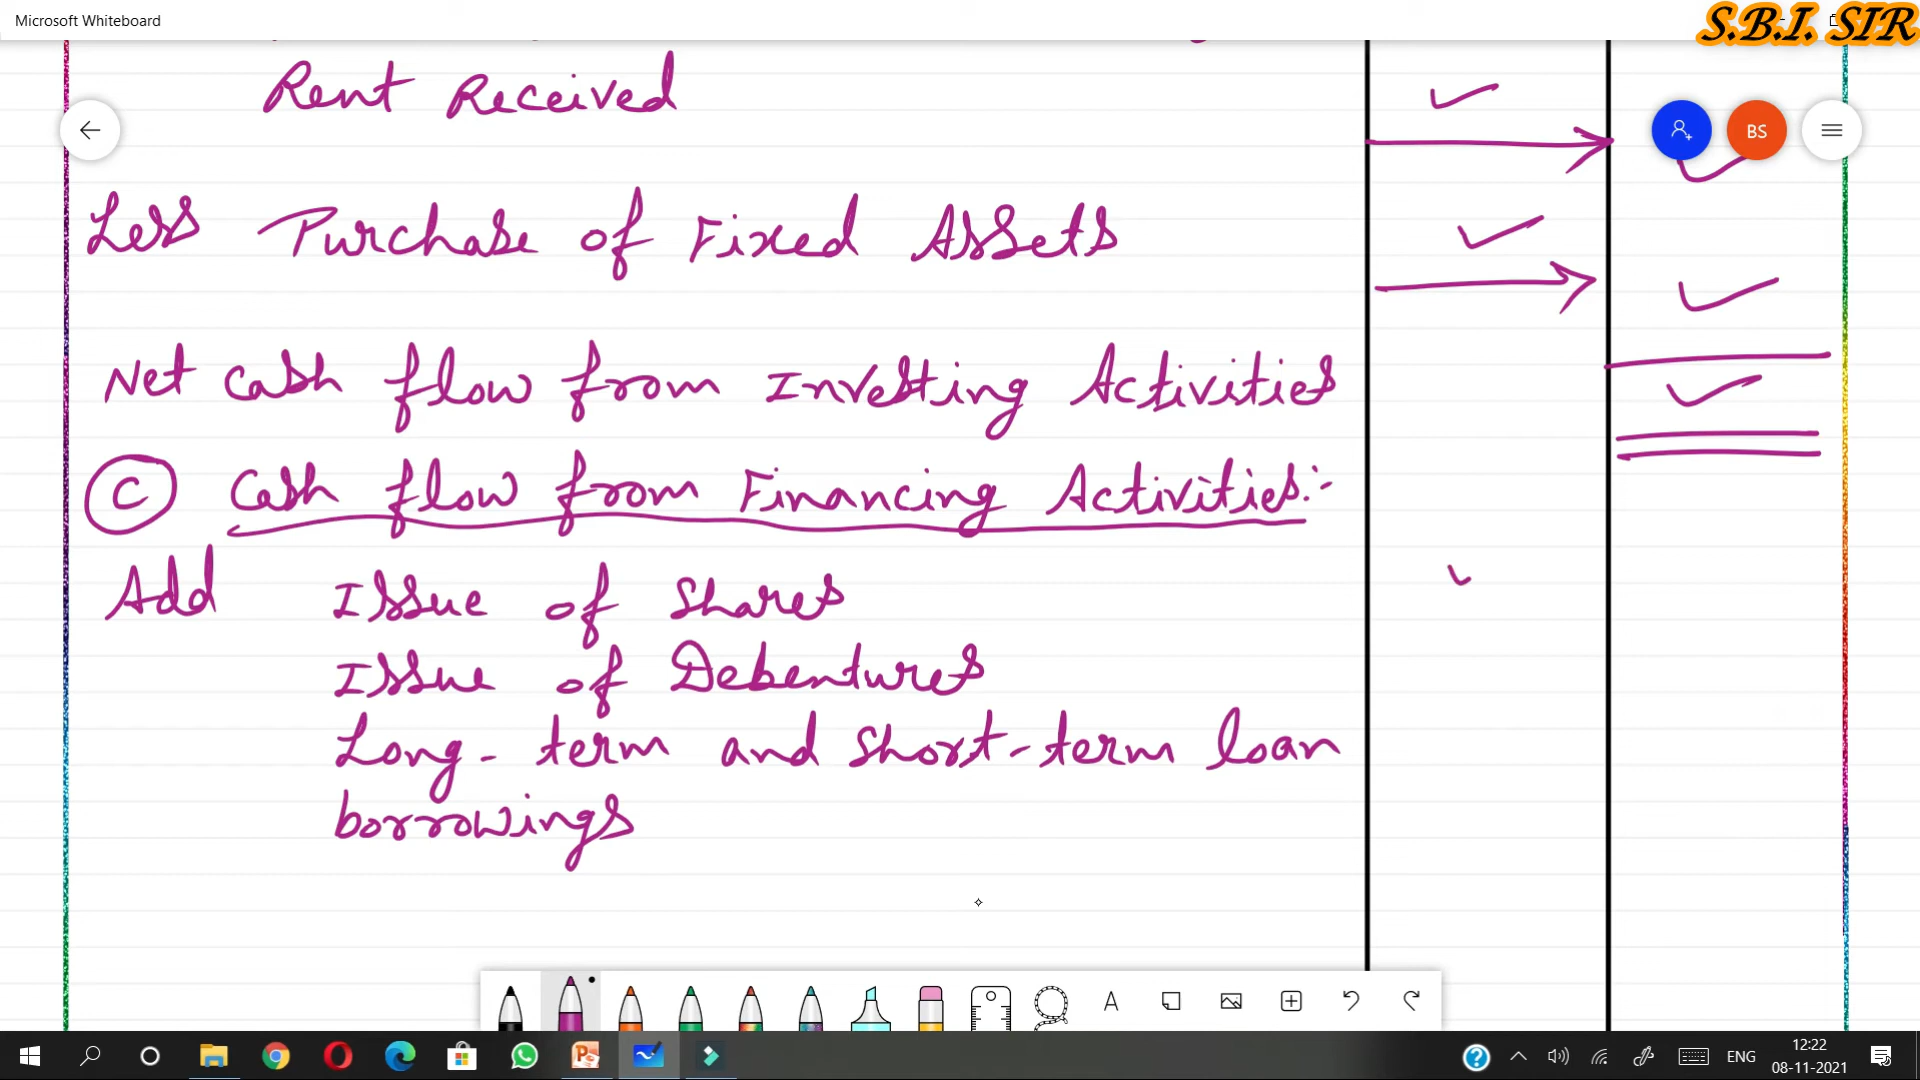 Microsoft Whiteboard
S.B.I. SIR
Rent Received
BS
Less Purchase of Fixed Assets
Net cash flow from Investing Activities
C Cash flow from Financing Activities:-
Add Issue of Shares
Issue of Debentures
Long-term and short-term loan
borrowings
A
ENG
12:22
08-11-2021